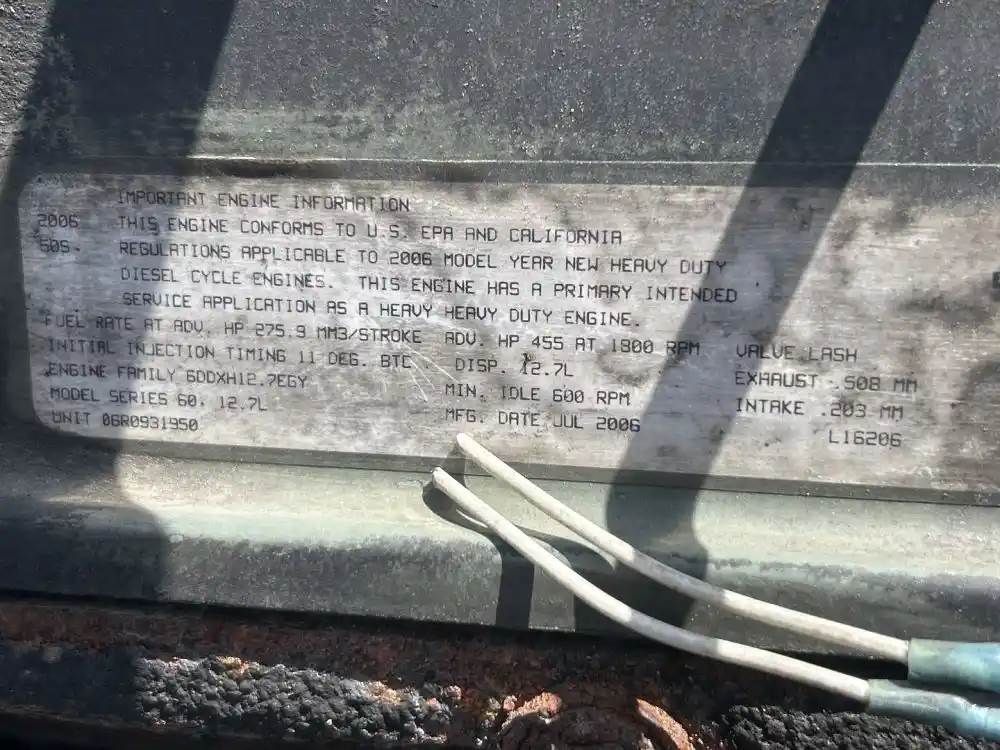 IMPORTANT ENGINE INFORMATION
2006 THIS ENGINE CONFORMS TO U.S. EPA AND CALIFORNIA
50S. REGULATIONS APPLICABLE TO 2006 MODEL YEAR NEW HEAVY DUTY
DIESEL CYCLE ENGINES. THIS ENGINE HAS A PRIMARY INTENDED
SERVICE APPLICATION AS A HEAVY HEAVY DUTY ENGINE.
FUEL RATE AT ADV. HP 275.9 MM3/STROKE ADV. HP 455 AT 1800 RPM VALVE LASH
INITIAL INJECTION TIMING 11 DEG. BTC DISP. 12.7L EXHAUST .508 MM
ENGINE FAMILY 6DDXH12.7EGY MIN. IDLE 600 RPM INTAKE .203 MM
MODEL SERIES 60, 12.7L MFG. DATE JUL 2006 L16206
UNIT 06R0931950